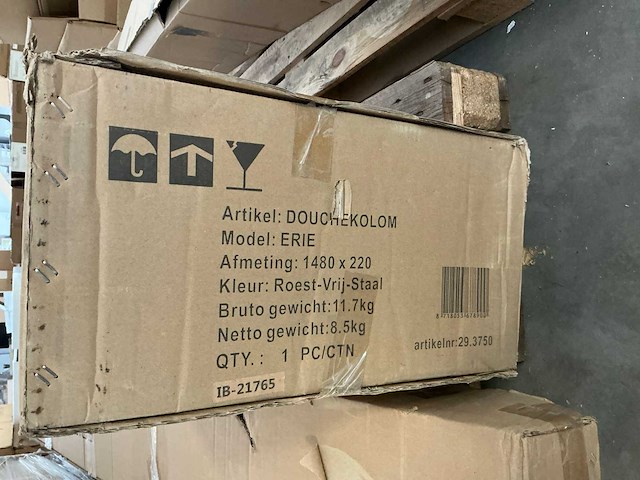 Artikel: DOUCHEKOLOM
Model: ERIE
Afmeting: 1480 x 220
Kleur: Roest-Vrij-Staal
Bruto gewicht:11.7kg
Netto gewicht:8.5kg
QTY. : 1 PC/CTN
artikelnr:29.3750
IB-21765